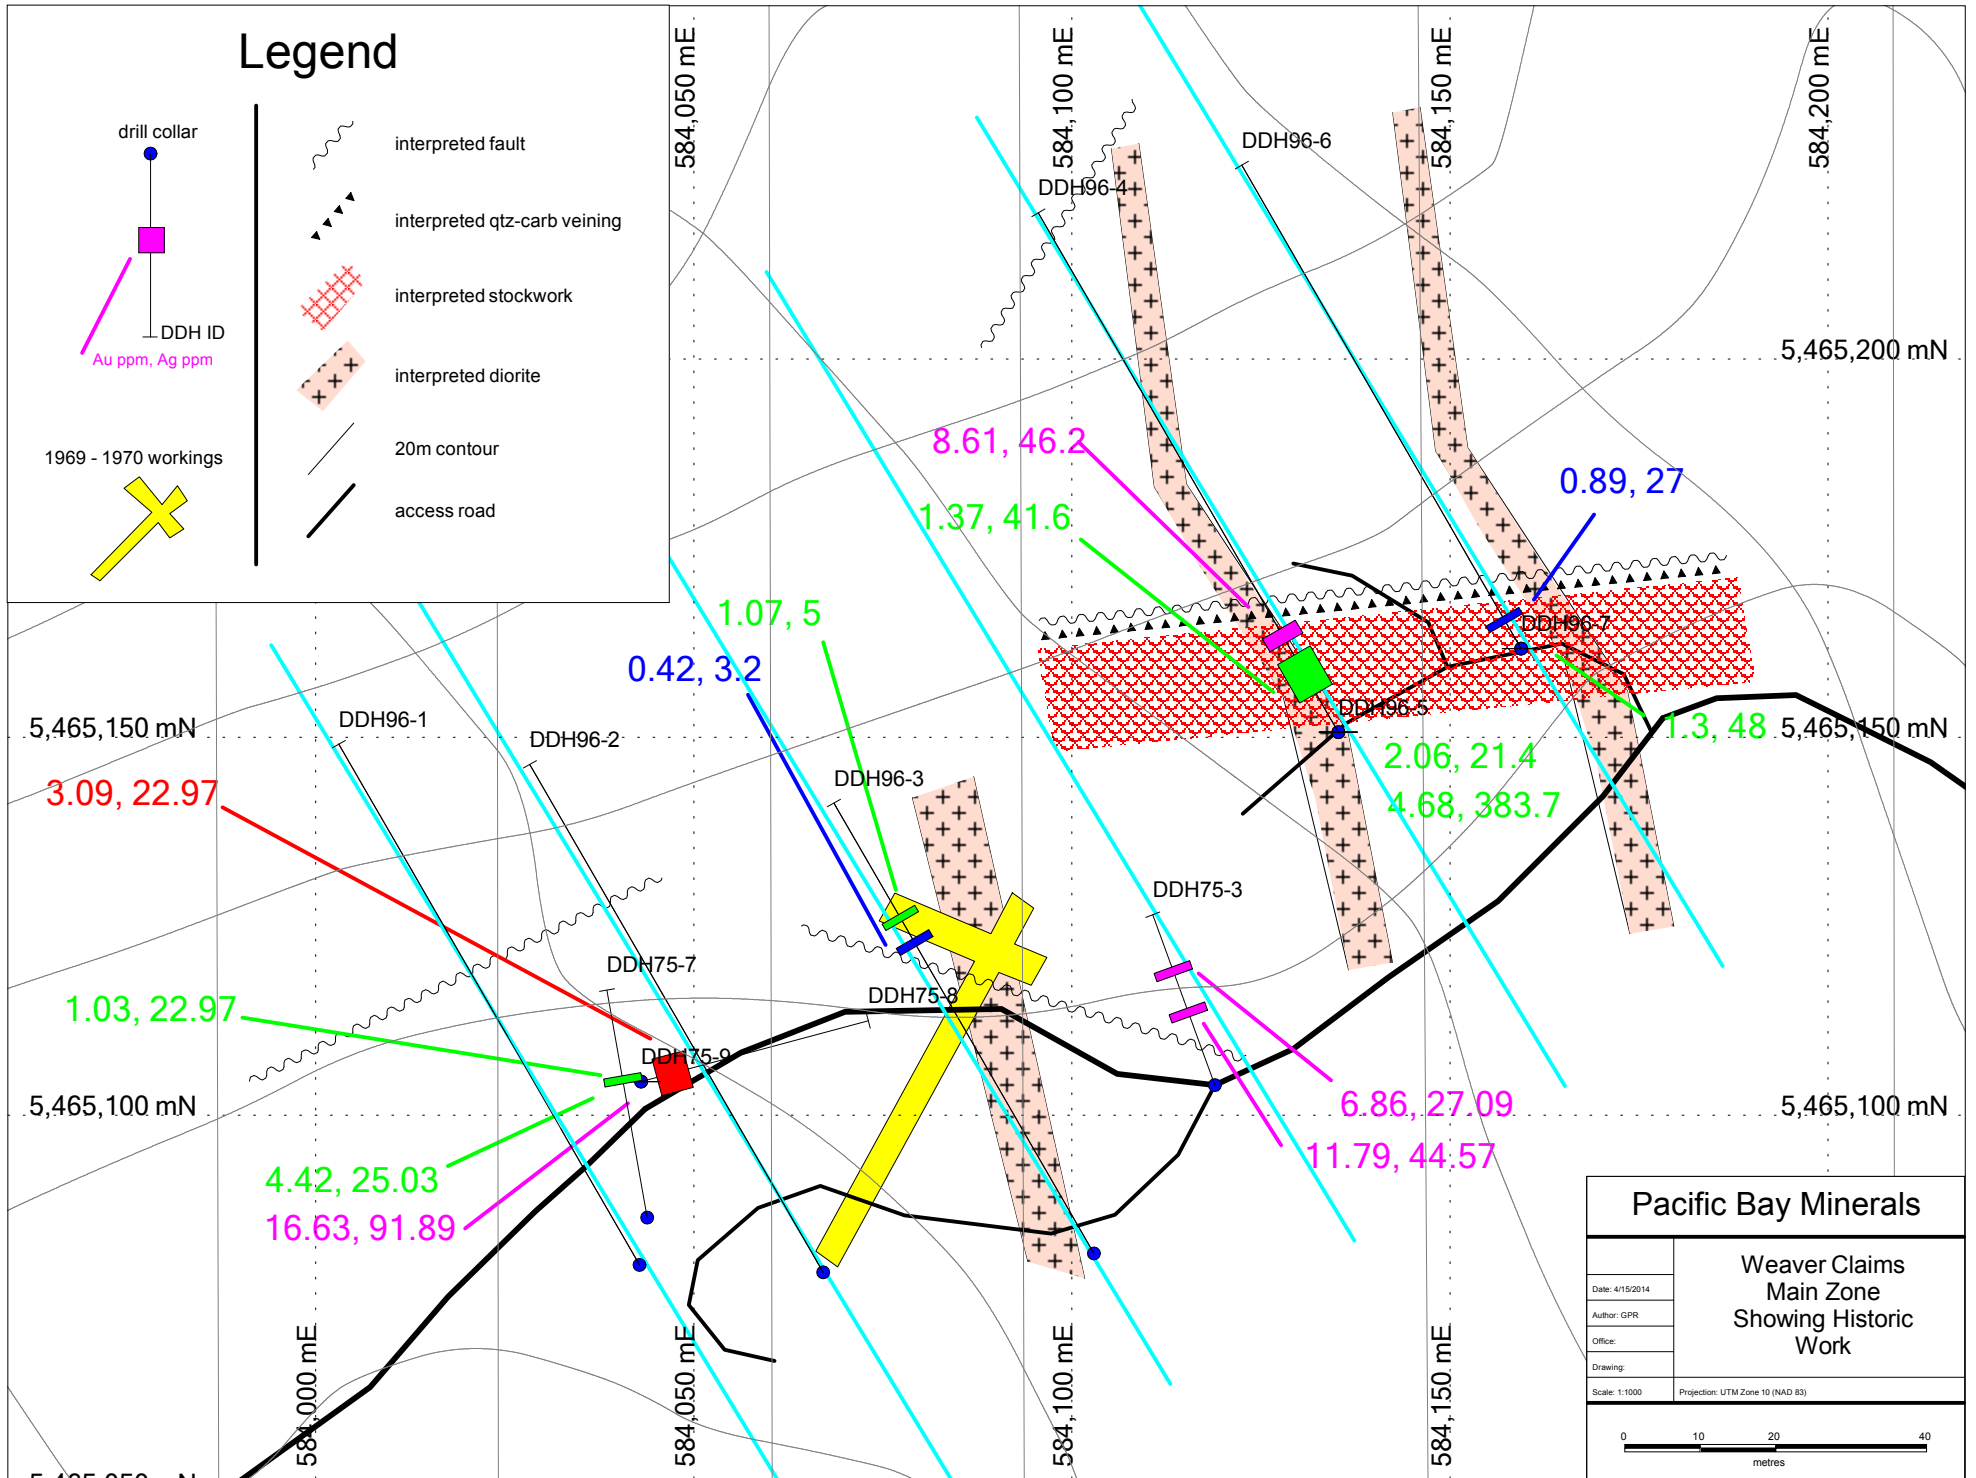 Legend
drill collar
DDH ID
Au ppm, Ag ppm
1969 - 1970 workings
interpreted fault
interpreted qtz-carb veining
interpreted stockwork
interpreted diorite
20m contour
access road
584,050 mE
584,100 mE
584,150 mE
584,200 mE
DDH96-6
DDH96-4
5,465,200 mN
8.61, 46.2
0.89, 27
1.37, 41.6
1.07, 5
DDH96-7
0.42, 3.2
DDH96-1
DDH96-5
5,465,150 mN
1.3, 48
5,465,150 mN
DDH96-2
2.06, 21.4
DDH96-3
3.09, 22.97
4.68, 383.7
DDH75-3
DDH75-7
DDH75-8
1.03, 22.97
DDH75-9
5,465,100 mN
6.86, 27.09
5,465,100 mN
11.79, 44.57
4.42, 25.03
16.63, 91.89
584,000 mE
584,050 mE
584,100 mE
584,150 mE
Pacific Bay Minerals
Weaver Claims
Main Zone
Showing Historic
Work
Date: 4/15/2014
Author: GPR
Office:
Drawing:
Scale: 1:1000
Projection: UTM Zone 10 (NAD 83)
0 10 20 40
metres